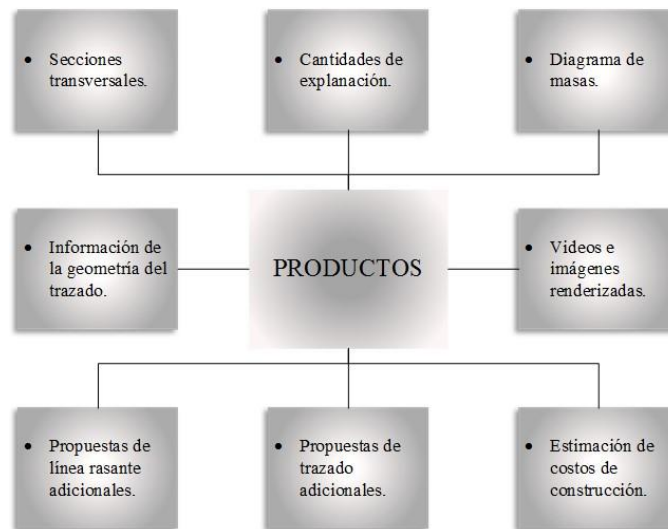 • Secciones
transversales.
• Cantidades de
explanación.
• Diagrama de
masas.
• Información de
la geometría del
trazado.
PRODUCTOS
• Videos e
imágenes
renderizadas.
• Propuestas de
línea rasante
adicionales.
• Propuestas de
trazado
adicionales.
• Estimación de
costos de
construcción.